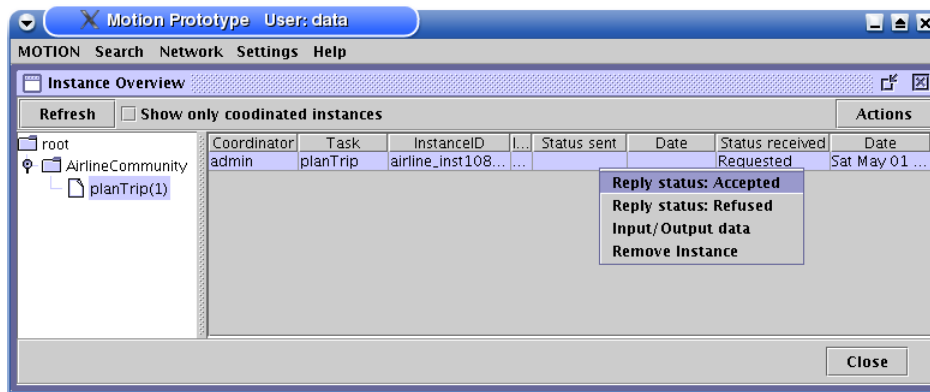 Motion Prototype   User: data
MOTION   Search   Network   Settings   Help
Instance Overview
Refresh   Show only coodinated instances   Actions
root
AirlineCommunity
planTrip(1)
Coordinator   Task   InstanceID   I...   Status sent   Date   Status received   Date
admin   planTrip   airline_inst108...   ...   Requested   Sat May 01 ...
Reply status: Accepted
Reply status: Refused
Input/Output data
Remove Instance
Close